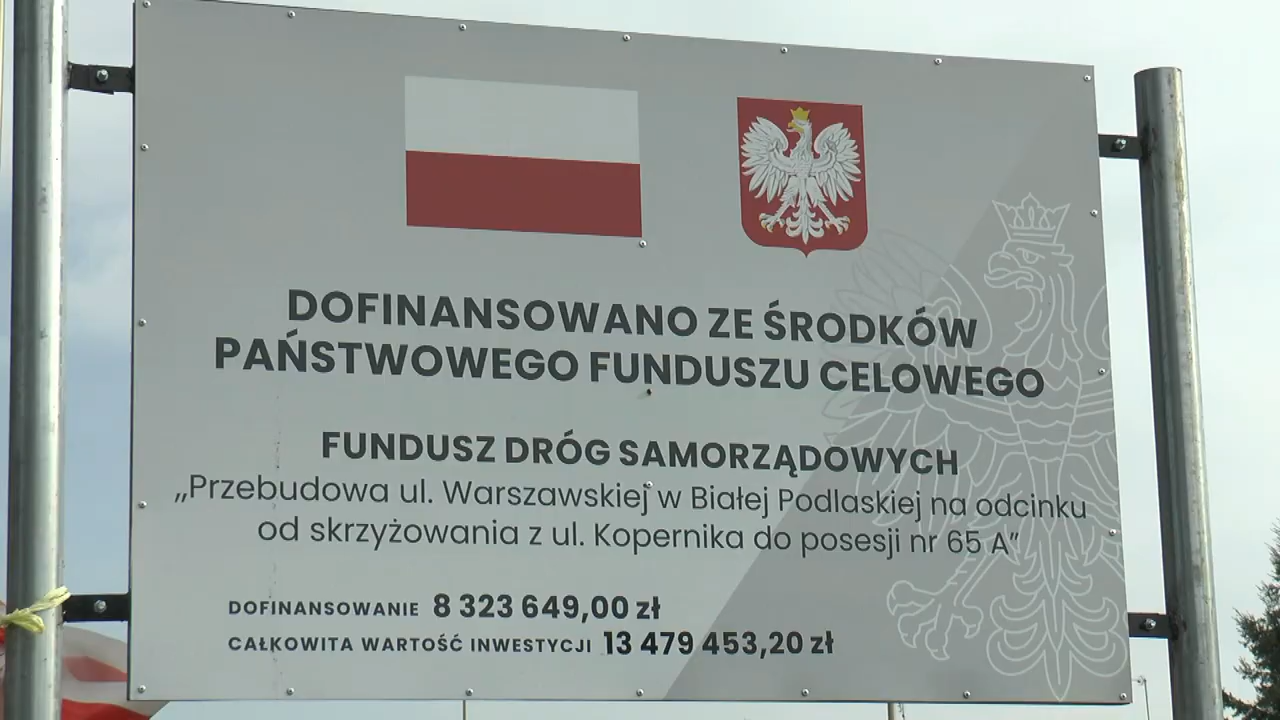 DOFINANSOWANO ZE ŚRODKÓW
PAŃSTWOWEGO FUNDUSZU CELOWEGO
FUNDUSZ DRÓG SAMORZĄDOWYCH
„Przebudowa ul. Warszawskiej w Białej Podlaskiej na odcinku
od skrzyżowania z ul. Kopernika do posesji nr 65 A”
DOFINANSOWANIE 8 323 649,00 zł
CAŁKOWITA WARTOŚĆ INWESTYCJI 13 479 453,20 zł